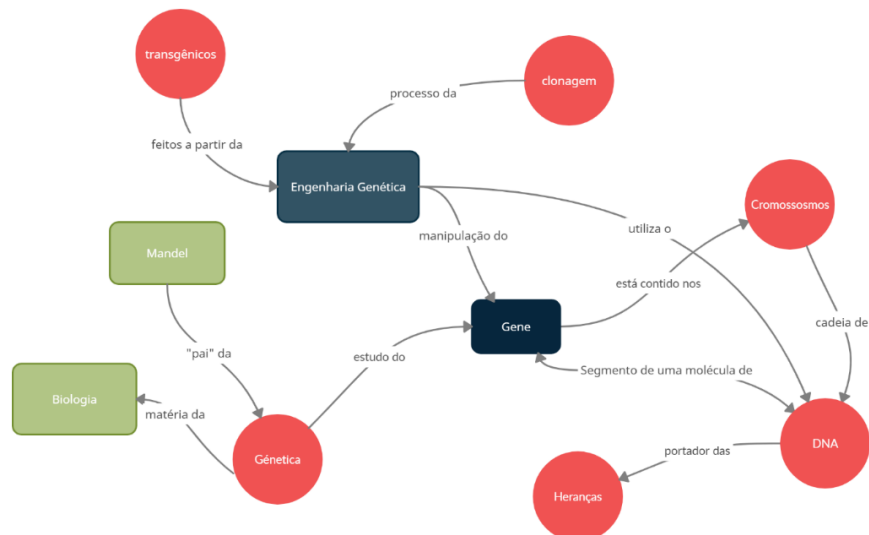 transgênicos
clonagem
processo da
feitos a partir da
Engenharia Genética
Cromossosmos
utiliza o
manipulação do
Mandel
está contido nos
Gene
cadeia de
"pai" da
estudo do
Segmento de uma molécula de
Biologia
matéria da
Génetica
DNA
portador das
Heranças